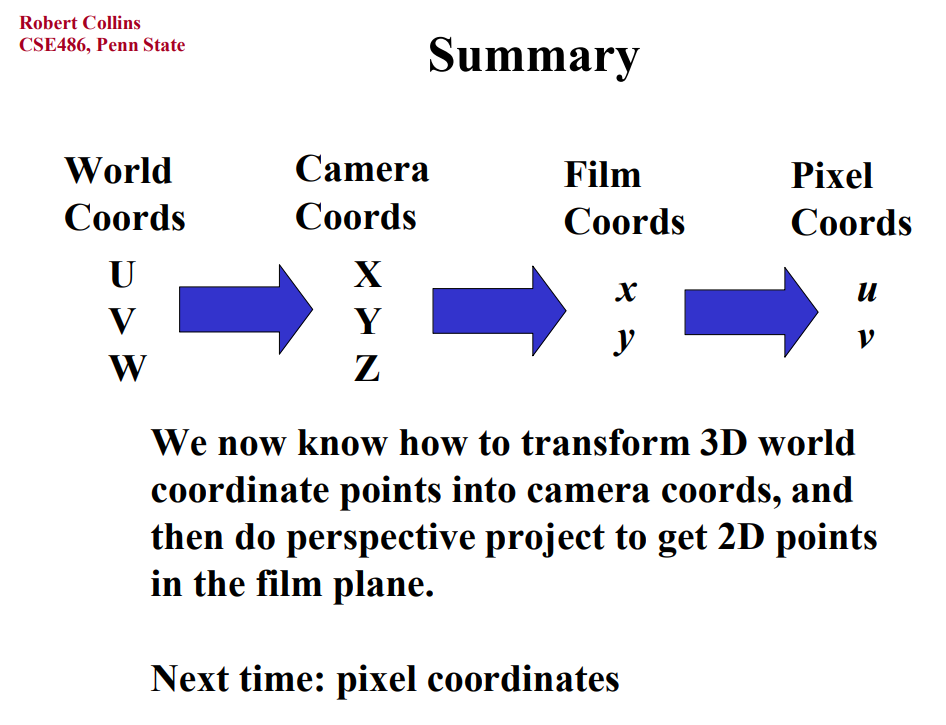 Robert Collins
CSE486, Penn State
Summary
World
Coords
U
V
W
Camera
Coords
X
Y
Z
Film
Coords
x
y
Pixel
Coords
u
v
We now know how to transform 3D world
coordinate points into camera coords, and
then do perspective project to get 2D points
in the film plane.
Next time: pixel coordinates